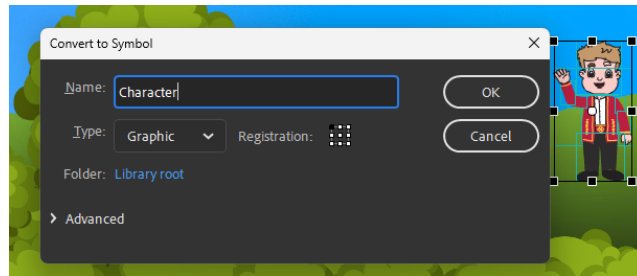 Convert to Symbol
Name: Character
Type: Graphic Registration:
Folder: Library root
Advanced
OK
Cancel